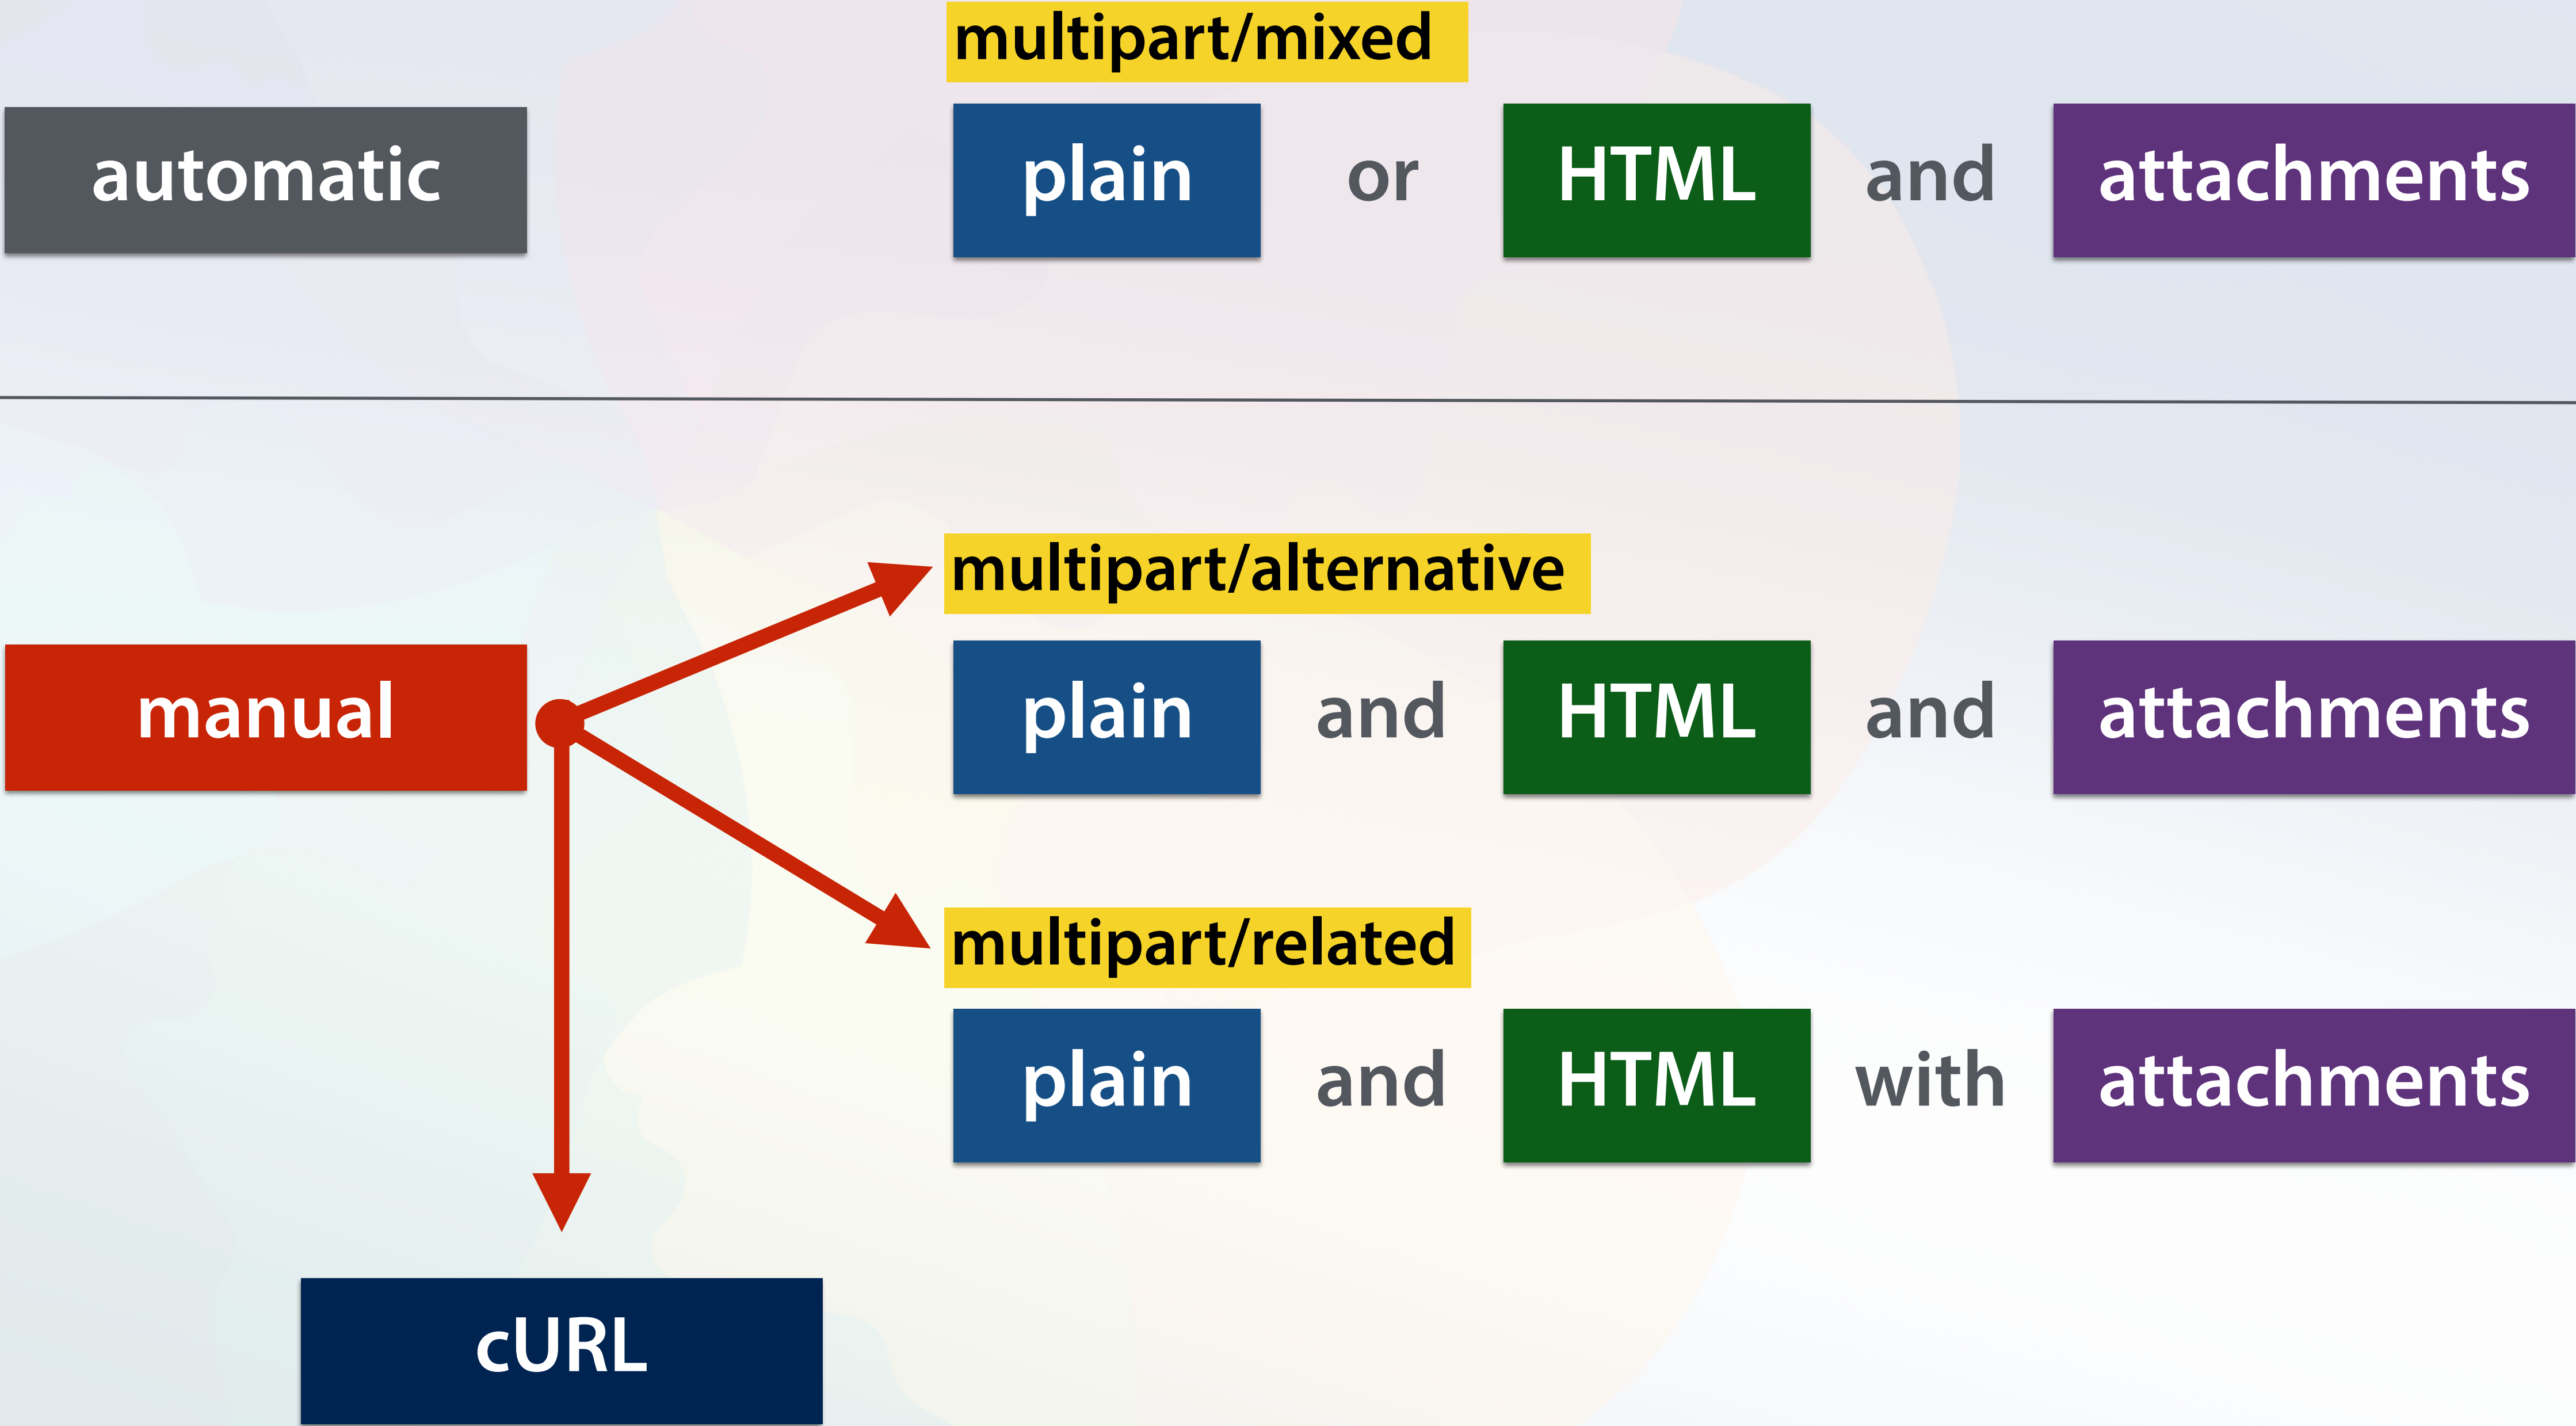 multipart/mixed
automatic plain or HTML and attachments
multipart/alternative
manual plain and HTML and attachments
multipart/related
plain and HTML with attachments
cURL